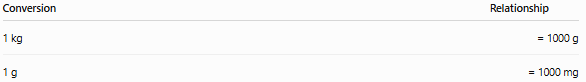 Conversion Relationship
1 kg = 1000 g
1 g = 1000 mg